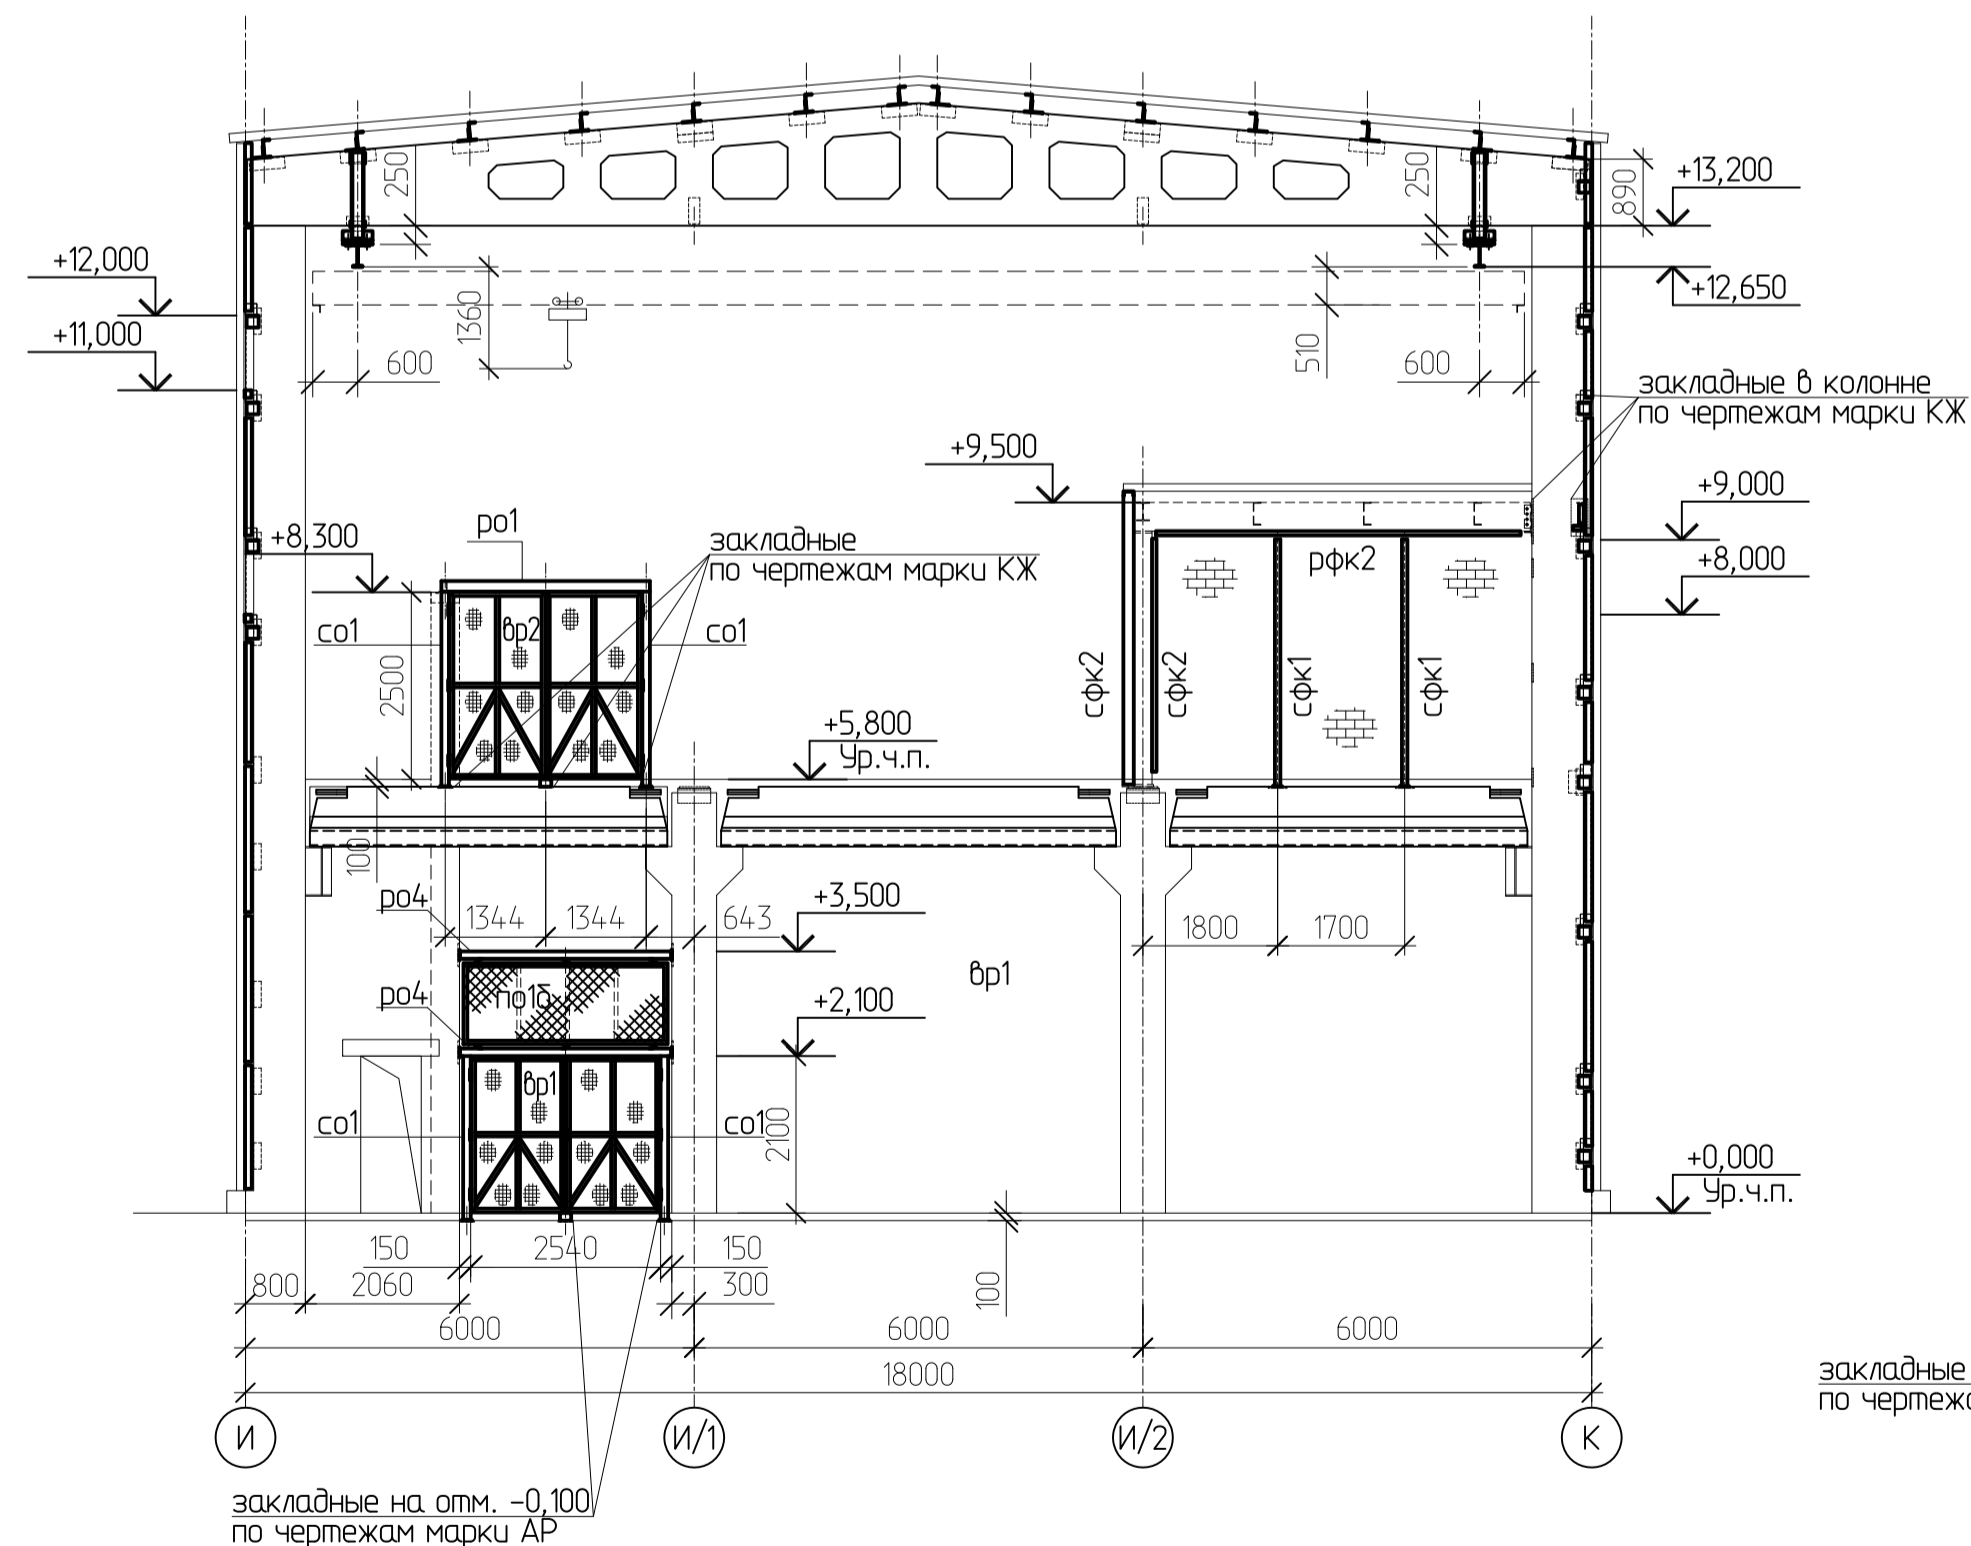 250
250
890
+13,200
+12,000
+12,650
+11,000
1360
510
600
600
закладные в колонне
по чертежам марки КЖ
+9,500
+9,000
+8,300
ро1
закладные
по чертежам марки КЖ
рфк2
+8,000
со1
вр2
со1
2500
сфк2
сфк2
сфк1
сфк1
+5,800
Ур.ч.п.
100
ро4
1344
1344
643
+3,500
1800
1700
ро4
по1б
+2,100
вр1
вр1
со1
со1
2100
+0,000
Ур.ч.п.
150
2540
150
800
2060
300
100
6000
6000
6000
18000
закладные
по чертеж
И
И/1
И/2
К
закладные на отм. -0,100
по чертежам марки АР